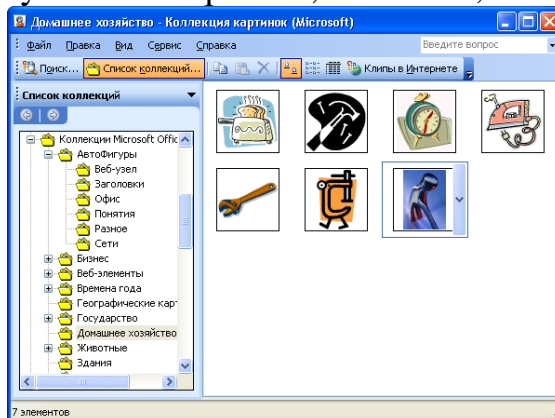 Домашнее хозяйство - Коллекция картинок (Microsoft)
Файл Правка Вид Сервис Справка Введите вопрос
Поиск... Список коллекций... Клипы в Интернете
Список коллекций
Коллекции Microsoft Offic
АвтоФигуры
Веб-узел
Заголовки
Офис
Понятия
Разное
Сети
Бизнес
Веб-элементы
Времена года
Географические кар
Государство
Домашнее хозяйство
Животные
Здания
7 элементов